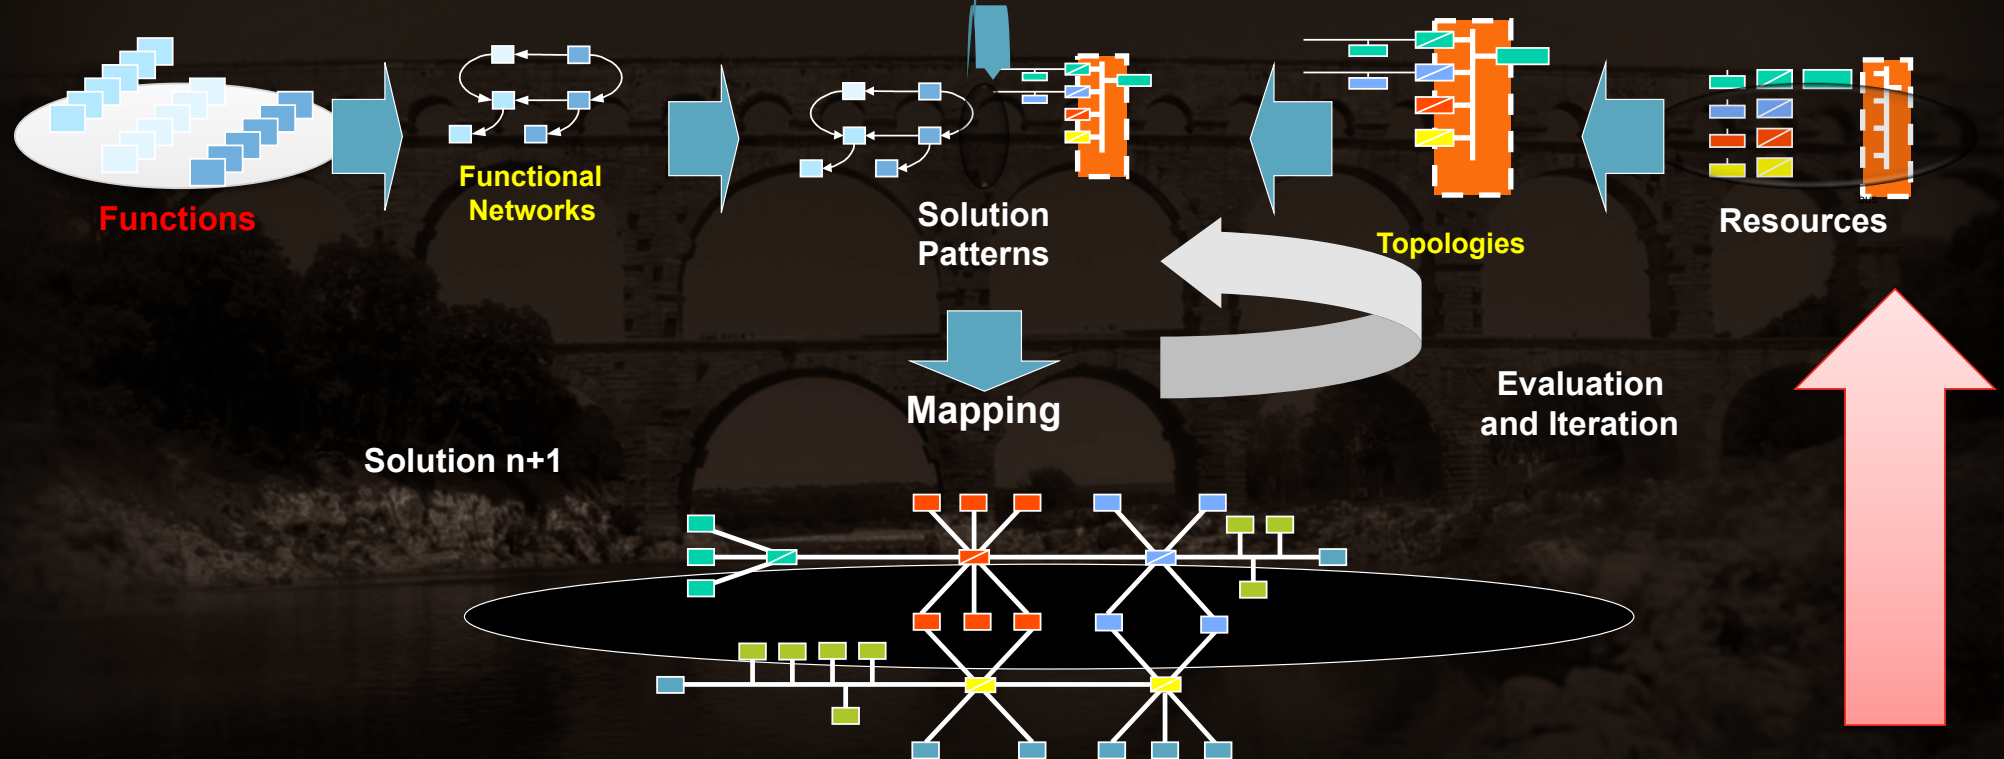 Functions
Functional
Networks
Solution
Patterns
Topologies
Resources
Mapping
Evaluation
and Iteration
Solution n+1